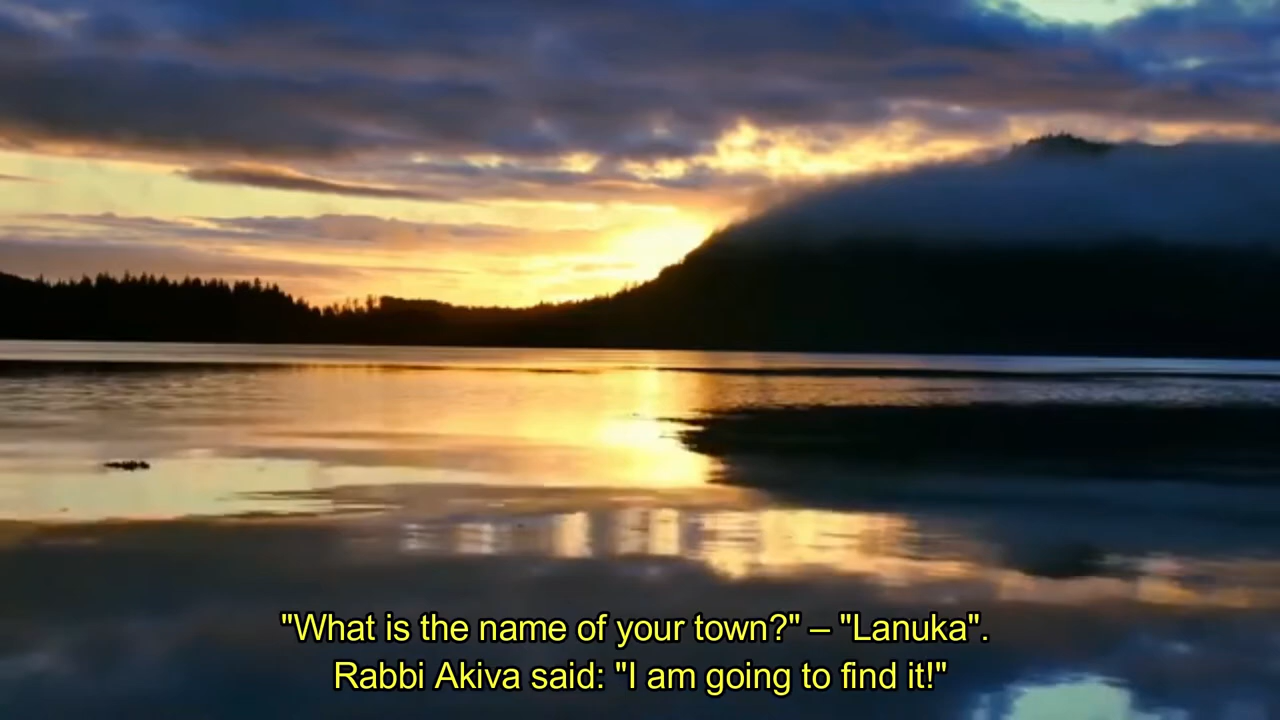 "What is the name of your town?" – "Lanuka".
Rabbi Akiva said: "I am going to find it!"